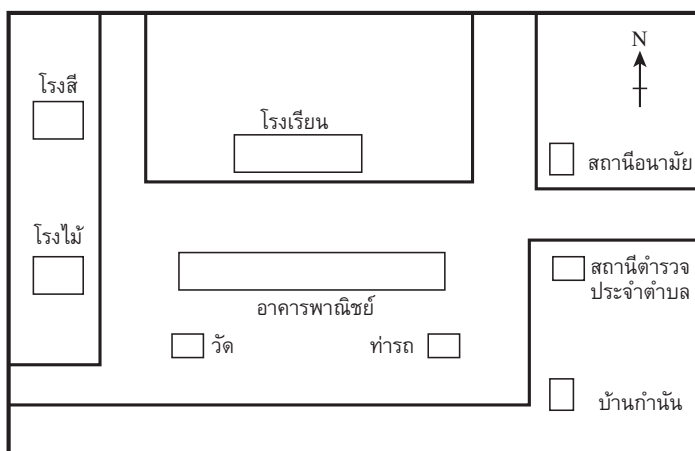 N
โรงสี
โรงเรียน
สถานีอนามัย
โรงไม้
สถานีตำรวจ
ประจำตำบล
อาคารพาณิชย์
วัด
ท่ารถ
บ้านกำนัน